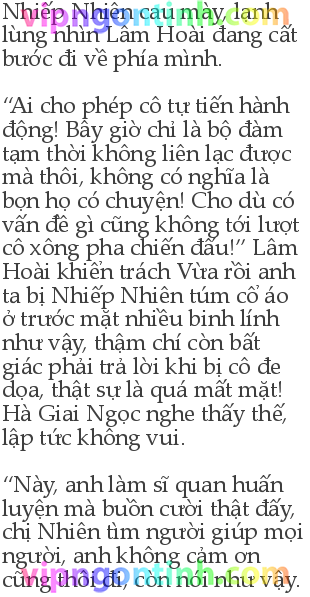 vipngontinh.com
Nhiếp Nhiên cau mày, lạnh
lùng nhìn Lâm Hoài đang cất
bước đi về phía mình.
“Ai cho phép cô tự tiến hành
động! Bây giờ chỉ là bộ đàm
tạm thời không liên lạc được
mà thôi, không có nghĩa là
bọn họ có chuyện! Cho dù có
vấn đề gì cũng không tới lượt
cô xông pha chiến đấu!” Lâm
Hoài khiển trách Vừa rồi anh
ta bị Nhiếp Nhiên túm cổ áo
ở trước mặt nhiều binh lính
như vậy, thậm chí còn bất
giác phải trả lời khi bị cô đe
dọa, thật sự là quá mất mặt!
Hà Giai Ngọc nghe thấy thế,
lập tức không vui.
“Này, anh làm sĩ quan huấn
luyện mà buồn cười thật đấy,
chị Nhiên tìm người giúp mọi
người, anh không cảm ơn
cũng thôi đi, còn nói như vậy.
vipngontinh.com